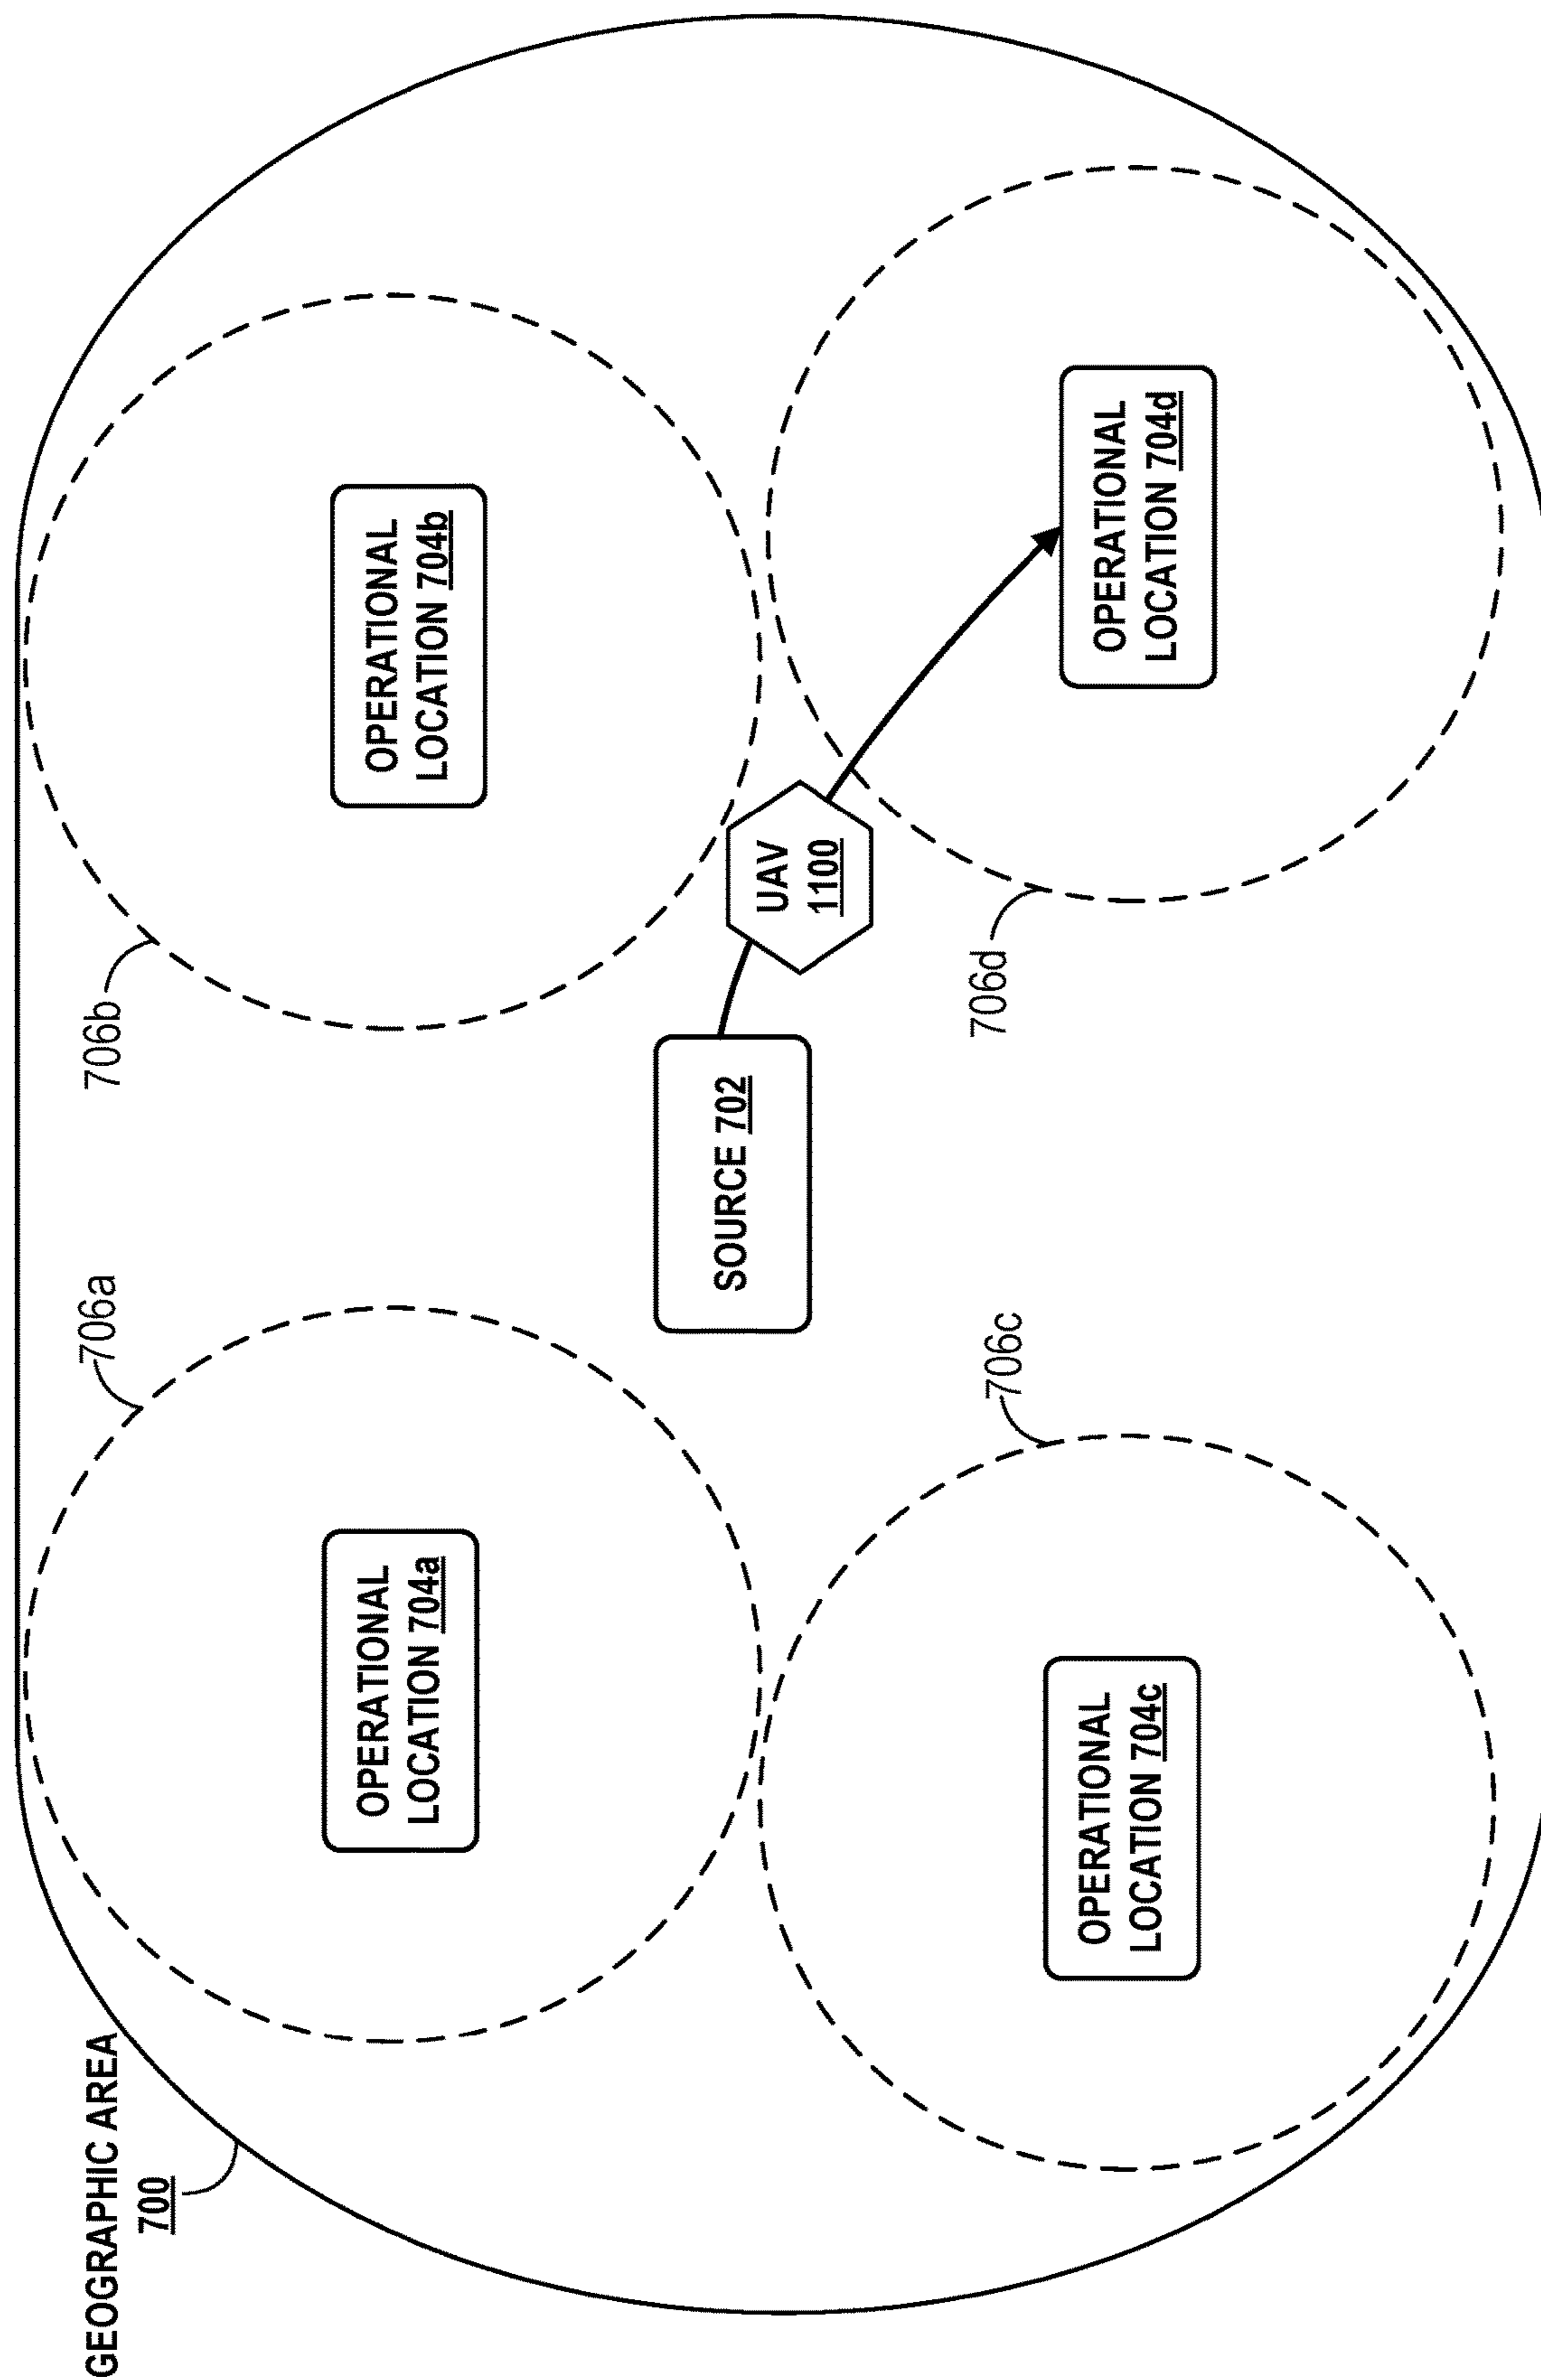 GEOGRAPHIC AREA
700
706a
706b
OPERATIONAL
LOCATION 704a
OPERATIONAL
LOCATION 704b
SOURCE 702
UAV
1100
706c
706d
OPERATIONAL
LOCATION 704c
OPERATIONAL
LOCATION 704d